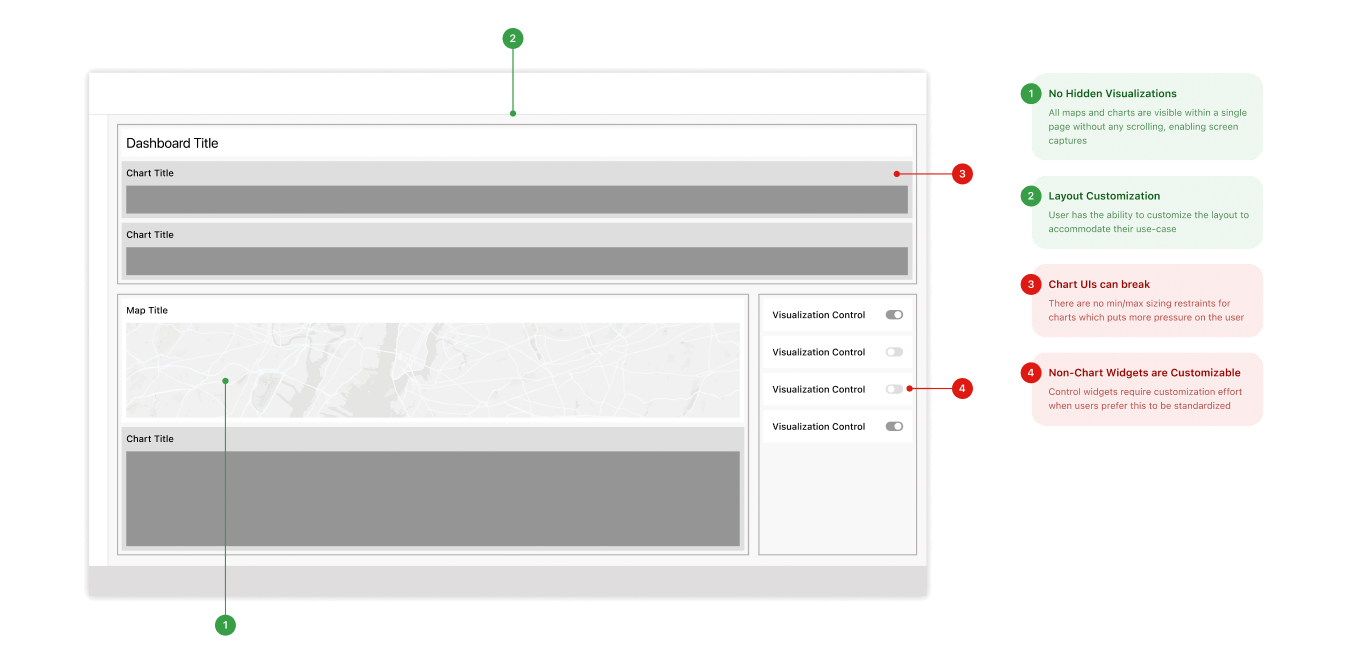 2
Dashboard Title
Chart Title
3
Chart Title
Map Title
Chart Title
1
Visualization Control
Visualization Control
Visualization Control
4
Visualization Control
1
No Hidden Visualizations
All maps and charts are visible within a single
page without any scrolling, enabling screen
captures
2
Layout Customization
User has the ability to customize the layout to
accommodate their use-case
3
Chart UIs can break
There are no min/max sizing restraints for
charts which puts more pressure on the user
4
Non-Chart Widgets are Customizable
Control widgets require customization effort
when users prefer this to be standardized